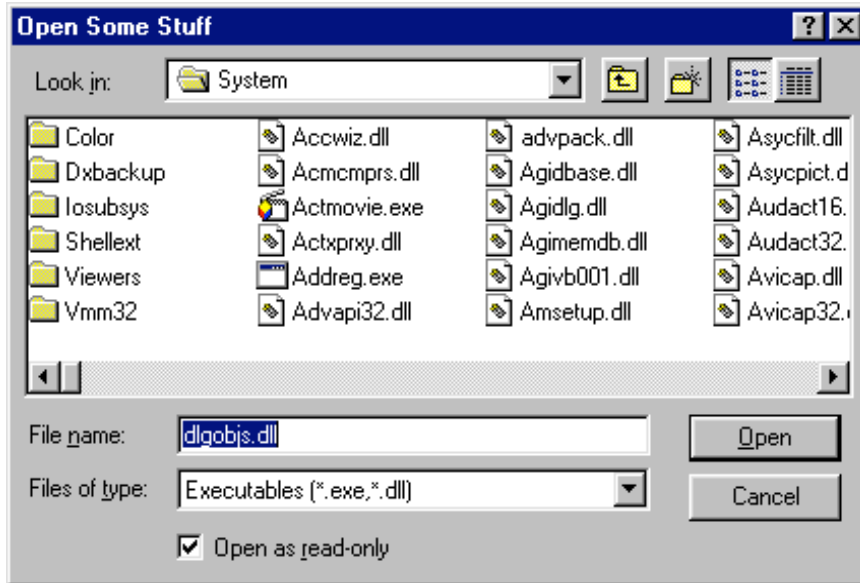 Open Some Stuff
Look in: System
Color Accwiz.dll advpack.dll Asycfilt.dll
Dxbackup Acmcmprs.dll Agidbase.dll Asycpict.d
Iosubsys Actmovie.exe Agidlg.dll Audact16.
Shellext Actxprxy.dll Agimemdb.dll Audact32.
Viewers Addreg.exe Agivb001.dll Avicap.dll
Vmm32 Advapi32.dll Amsetup.dll Avicap32.
File name: dlgobjs.dll Open
Files of type: Executables (*.exe,*.dll) Cancel
Open as read-only